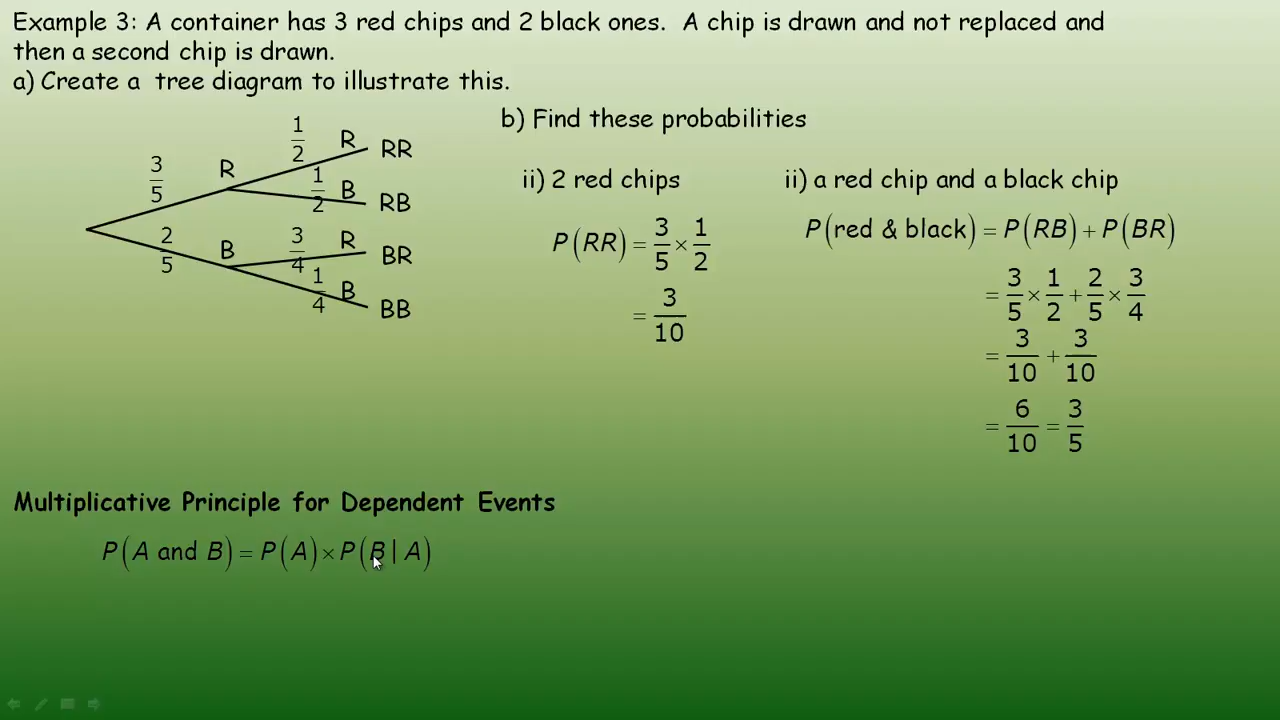 Example 3: A container has 3 red chips and 2 black ones. A chip is drawn and not replaced and
then a second chip is drawn.
a) Create a tree diagram to illustrate this.
b) Find these probabilities
3/5 R 1/2 R RR
1/2 B RB
2/5 B 3/4 R BR
1/4 B BB
ii) 2 red chips
P(RR) = 3/5 × 1/2
= 3/10
ii) a red chip and a black chip
P(red & black) = P(RB) + P(BR)
= 3/5 × 1/2 + 2/5 × 3/4
= 3/10 + 3/10
= 6/10 = 3/5
Multiplicative Principle for Dependent Events
P(A and B) = P(A) × P(B | A)